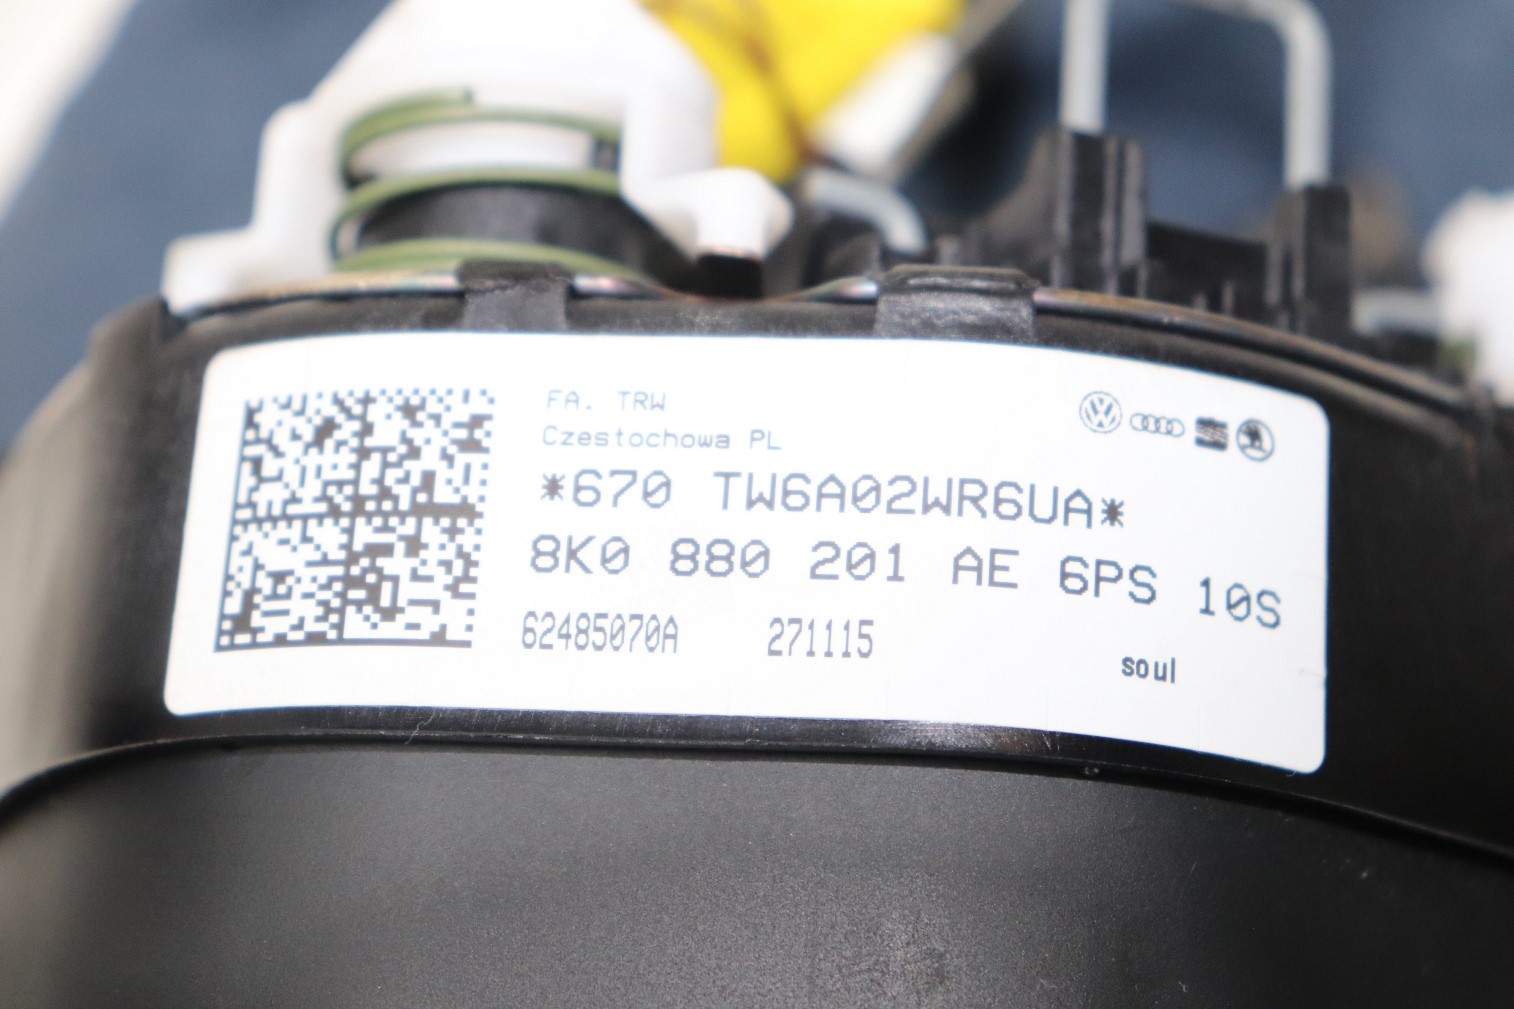 FA. TRW
Czestochowa PL
*670 TW6A02WR6UA*
8K0 880 201 AE 6PS 10S
62485070A 271115
soul